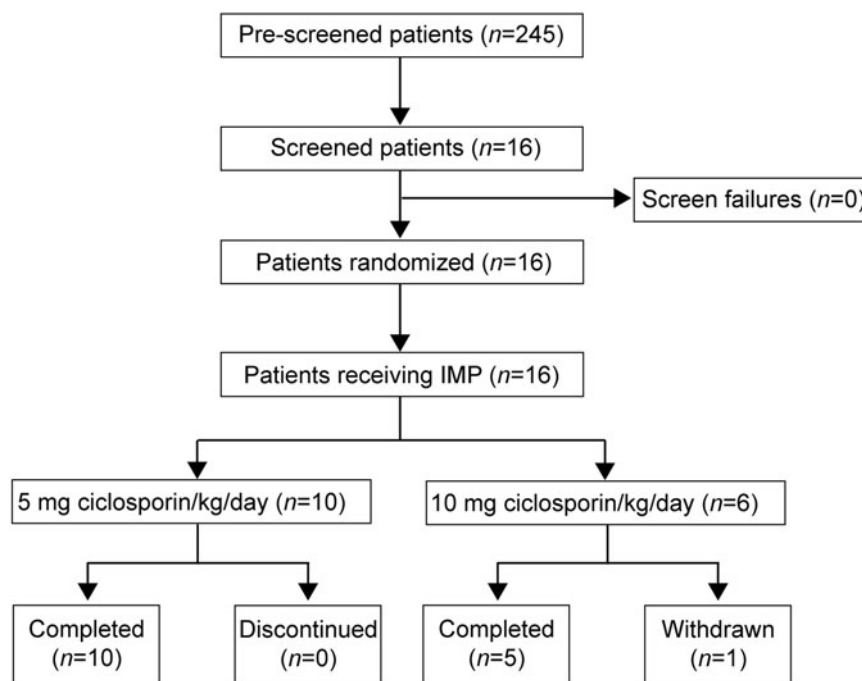 Pre-screened patients (n=245)
Screened patients (n=16)
Screen failures (n=0)
Patients randomized (n=16)
Patients receiving IMP (n=16)
5 mg ciclosporin/kg/day (n=10)
10 mg ciclosporin/kg/day (n=6)
Completed
(n=10)
Discontinued
(n=0)
Completed
(n=5)
Withdrawn
(n=1)